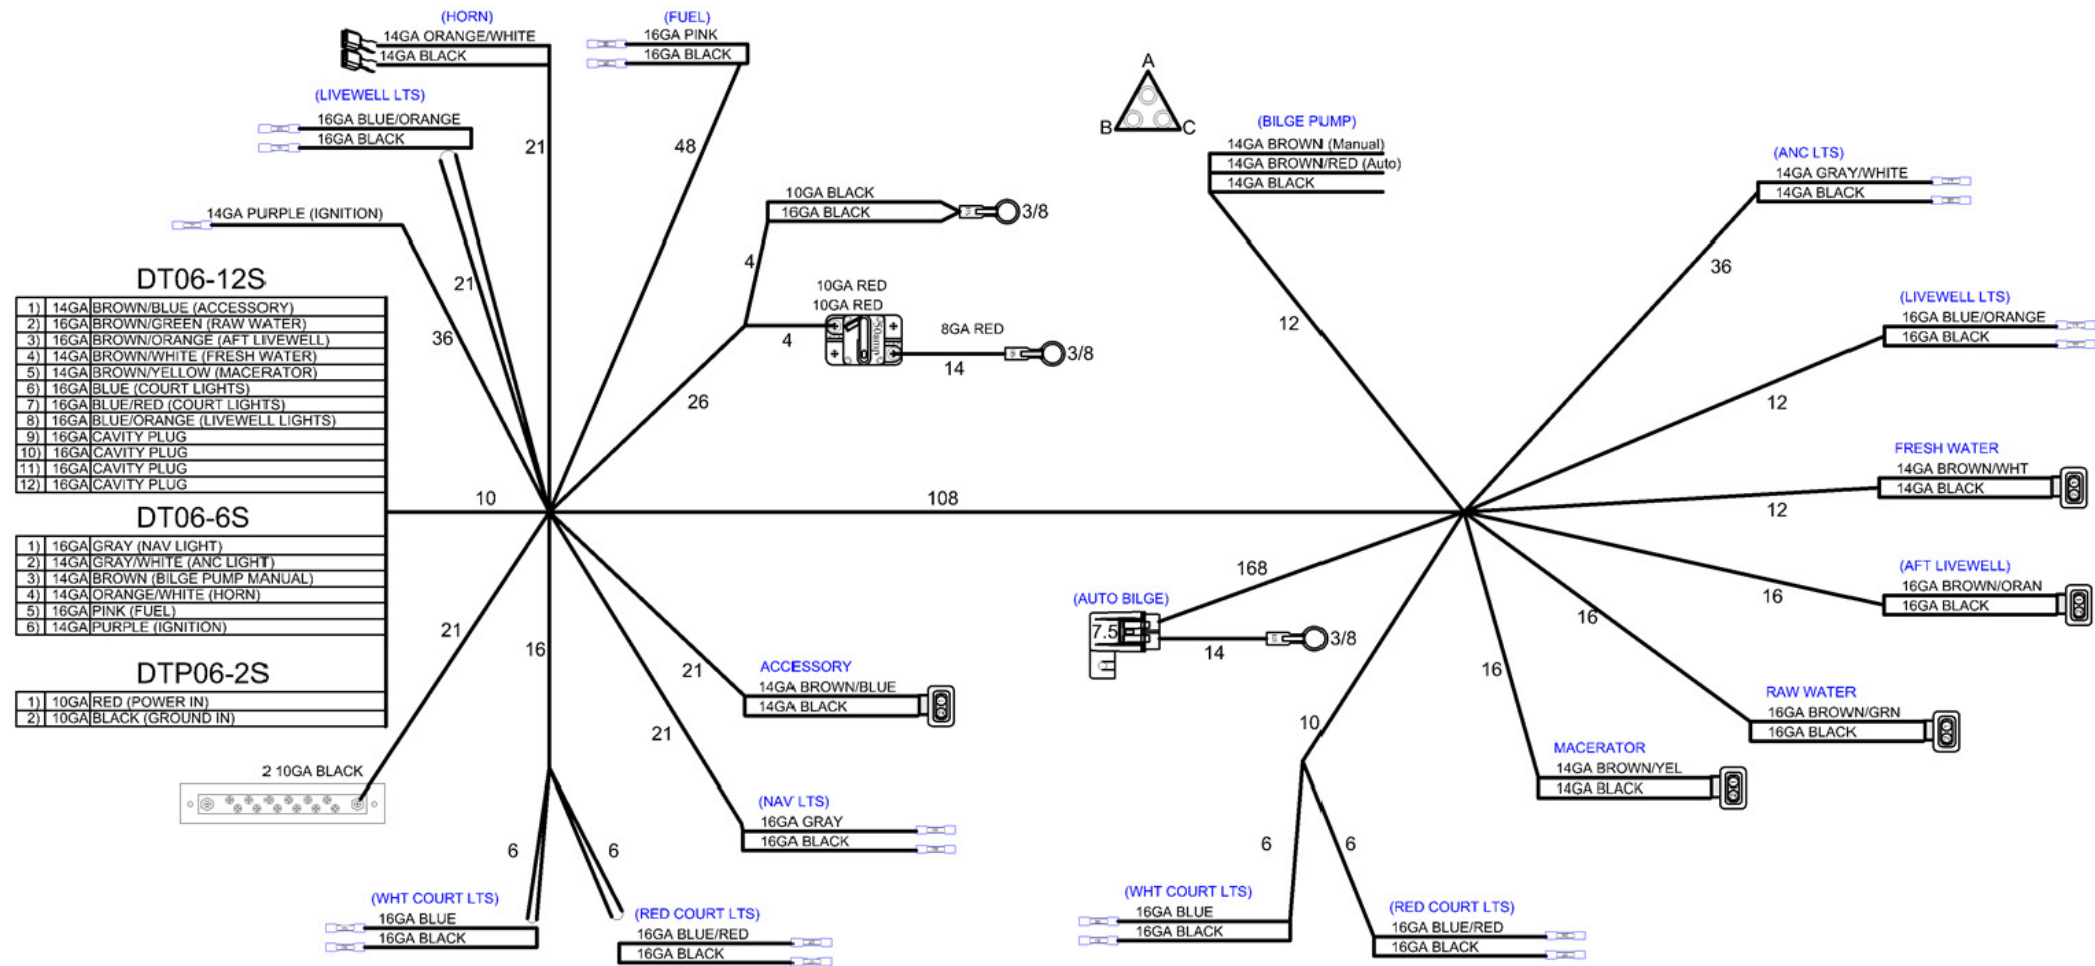 (HORN)
14GA ORANGE/WHITE
14GA BLACK
(FUEL)
16GA PINK
16GA BLACK
(LIVEWELL LTS)
16GA BLUE/ORANGE
16GA BLACK
21
48
14GA PURPLE (IGNITION)
21
36
10GA BLACK
16GA BLACK
3/8
4
10GA RED
10GA RED
50Amp
4
8GA RED
14
3/8
26
A
B
C
(BILGE PUMP)
14GA BROWN (Manual)
14GA BROWN/RED (Auto)
14GA BLACK
12
(ANC LTS)
14GA GRAY/WHITE
14GA BLACK
36
(LIVEWELL LTS)
16GA BLUE/ORANGE
16GA BLACK
12
FRESH WATER
14GA BROWN/WHT
14GA BLACK
12
(AFT LIVEWELL)
16GA BROWN/ORAN
16GA BLACK
16
RAW WATER
16GA BROWN/GRN
16GA BLACK
16
MACERATOR
14GA BROWN/YEL
14GA BLACK
16
DT06-12S
1) 14GA BROWN/BLUE (ACCESSORY)
2) 16GA BROWN/GREEN (RAW WATER)
3) 16GA BROWN/ORANGE (AFT LIVEWELL)
4) 14GA BROWN/WHITE (FRESH WATER)
5) 14GA BROWN/YELLOW (MACERATOR)
6) 16GA BLUE (COURT LIGHTS)
7) 16GA BLUE/RED (COURT LIGHTS)
8) 16GA BLUE/ORANGE (LIVEWELL LIGHTS)
9) 16GA CAVITY PLUG
10) 16GA CAVITY PLUG
11) 16GA CAVITY PLUG
12) 16GA CAVITY PLUG
DT06-6S
1) 16GA GRAY (NAV LIGHT)
2) 14GA GRAY/WHITE (ANC LIGHT)
3) 14GA BROWN (BILGE PUMP MANUAL)
4) 14GA ORANGE/WHITE (HORN)
5) 16GA PINK (FUEL)
6) 14GA PURPLE (IGNITION)
DTP06-2S
1) 10GA RED (POWER IN)
2) 10GA BLACK (GROUND IN)
10
108
2 10GA BLACK
21
16
21
ACCESSORY
14GA BROWN/BLUE
14GA BLACK
21
(NAV LTS)
16GA GRAY
16GA BLACK
6
6
(WHT COURT LTS)
16GA BLUE
16GA BLACK
(RED COURT LTS)
16GA BLUE/RED
16GA BLACK
168
(AUTO BILGE)
7.5
14
3/8
10
6
6
(WHT COURT LTS)
16GA BLUE
16GA BLACK
(RED COURT LTS)
16GA BLUE/RED
16GA BLACK